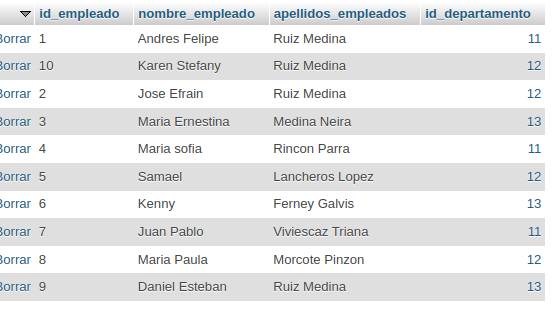 id_empleado nombre_empleado apellidos_empleados id_departamento
Borrar 1 Andres Felipe Ruiz Medina 11
Borrar 10 Karen Stefany Ruiz Medina 12
Borrar 2 Jose Efrain Ruiz Medina 12
Borrar 3 Maria Ernestina Medina Neira 13
Borrar 4 Maria sofia Rincon Parra 11
Borrar 5 Samael Lancheros Lopez 12
Borrar 6 Kenny Ferney Galvis 13
Borrar 7 Juan Pablo Viviescaz Triana 11
Borrar 8 Maria Paula Morcote Pinzon 12
Borrar 9 Daniel Esteban Ruiz Medina 13